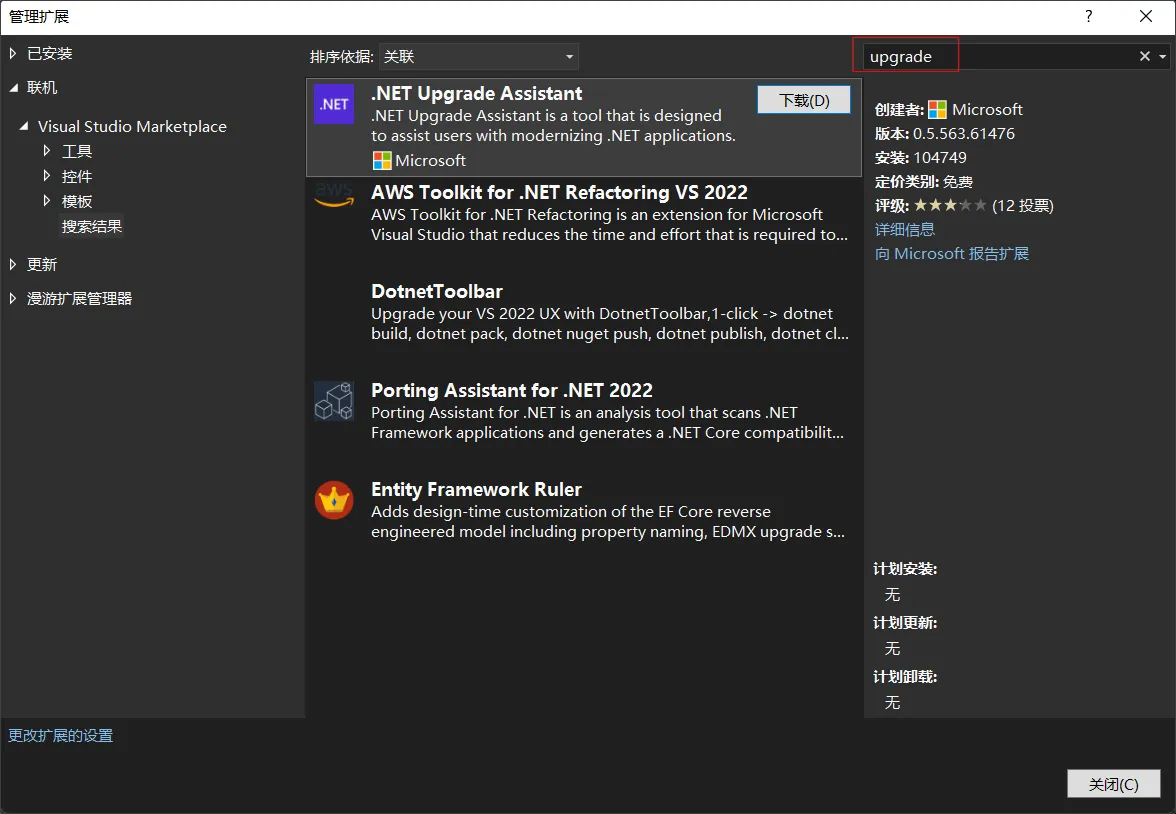 管理扩展
?
已安装
联机
Visual Studio Marketplace
工具
控件
模板
搜索结果
更新
漫游扩展管理器
排序依据: 关联
upgrade
.NET
.NET Upgrade Assistant
下载(D)
.NET Upgrade Assistant is a tool that is designed
to assist users with modernizing .NET applications.
Microsoft
aws
AWS Toolkit for .NET Refactoring VS 2022
AWS Toolkit for .NET Refactoring is an extension for Microsoft
Visual Studio that reduces the time and effort that is required to...
DotnetToolbar
Upgrade your VS 2022 UX with DotnetToolbar,1-click -> dotnet
build, dotnet pack, dotnet nuget push, dotnet publish, dotnet cl...
Porting Assistant for .NET 2022
Porting Assistant for .NET is an analysis tool that scans .NET
Framework applications and generates a .NET Core compatibilit...
Entity Framework Ruler
Adds design-time customization of the EF Core reverse
engineered model including property naming, EDMX upgrade s...
创建者: Microsoft
版本: 0.5.563.61476
安装: 104749
定价类别: 免费
评级: ★★★★★ (12 投票)
详细信息
向 Microsoft 报告扩展
计划安装:
无
计划更新:
无
计划卸载:
无
更改扩展的设置
关闭(C)